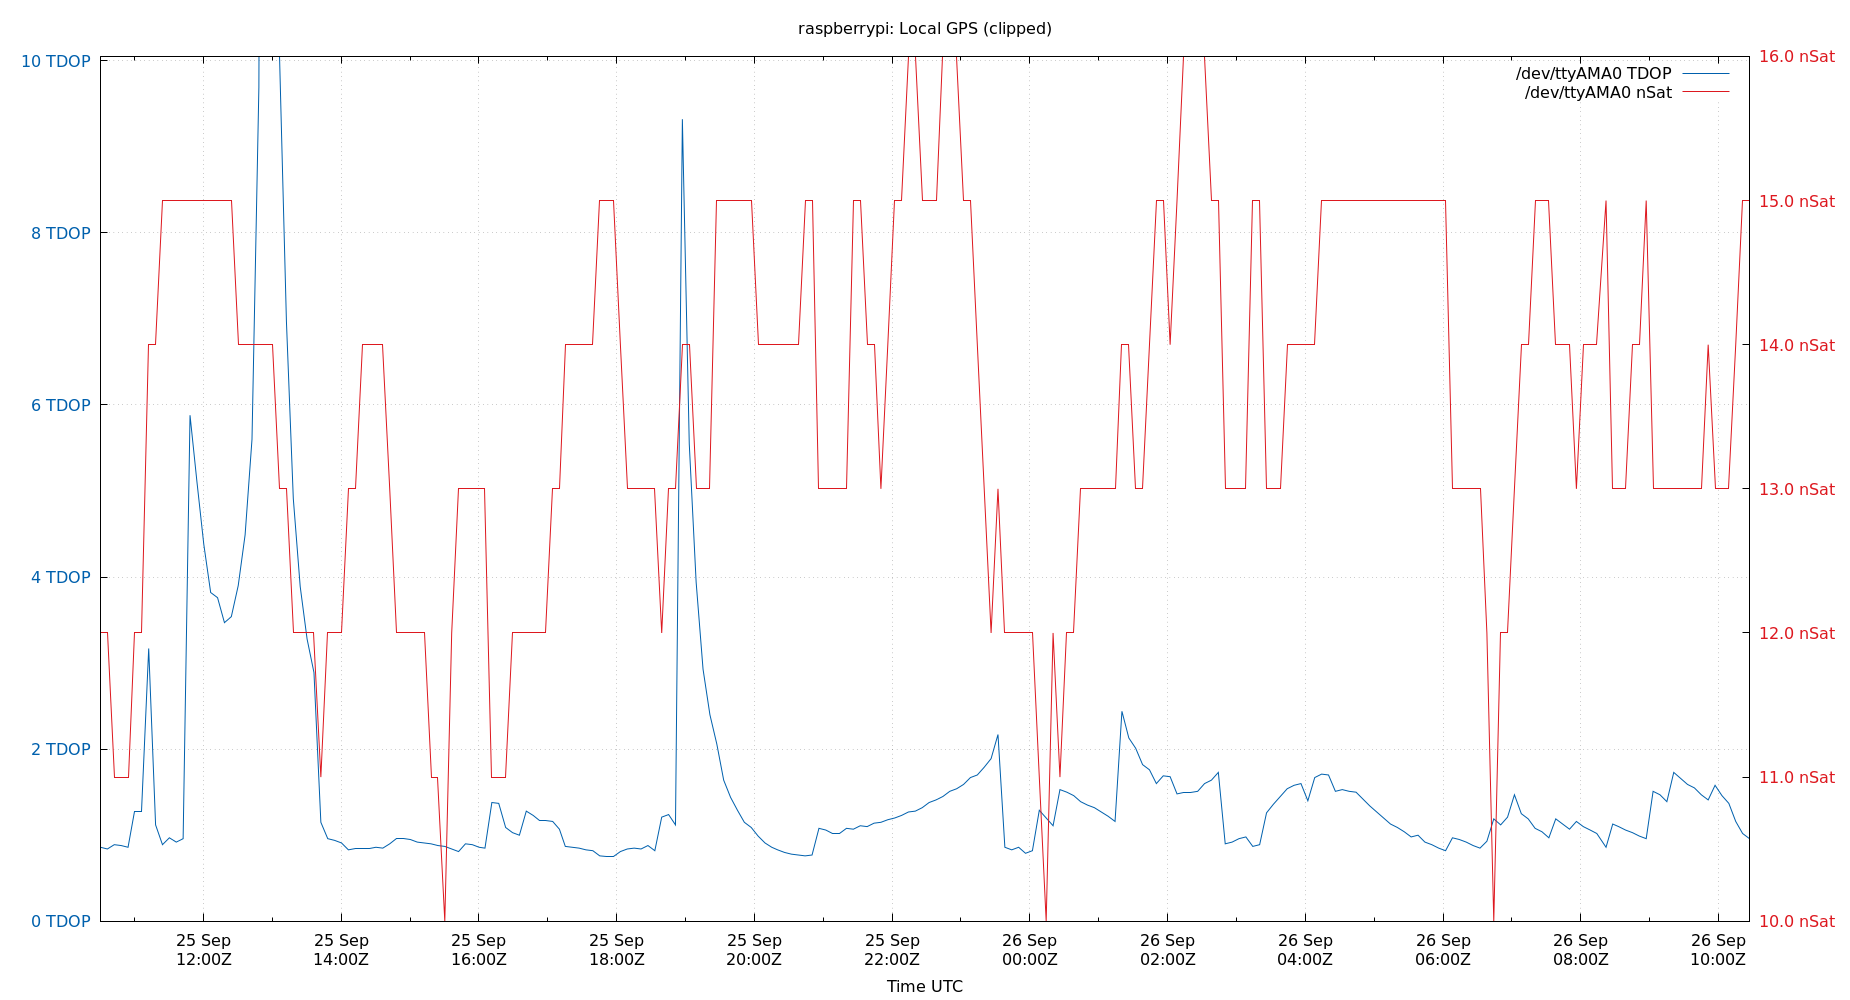 raspberrypi: Local GPS (clipped)
/dev/ttyAMA0 TDOP
/dev/ttyAMA0 nSat
10 TDOP
8 TDOP
6 TDOP
4 TDOP
2 TDOP
0 TDOP
16.0 nSat
15.0 nSat
14.0 nSat
13.0 nSat
12.0 nSat
11.0 nSat
10.0 nSat
25 Sep 25 Sep 25 Sep 25 Sep 25 Sep 25 Sep 26 Sep 26 Sep 26 Sep 26 Sep 26 Sep 26 Sep
12:00Z 14:00Z 16:00Z 18:00Z 20:00Z 22:00Z 00:00Z 02:00Z 04:00Z 06:00Z 08:00Z 10:00Z
Time UTC